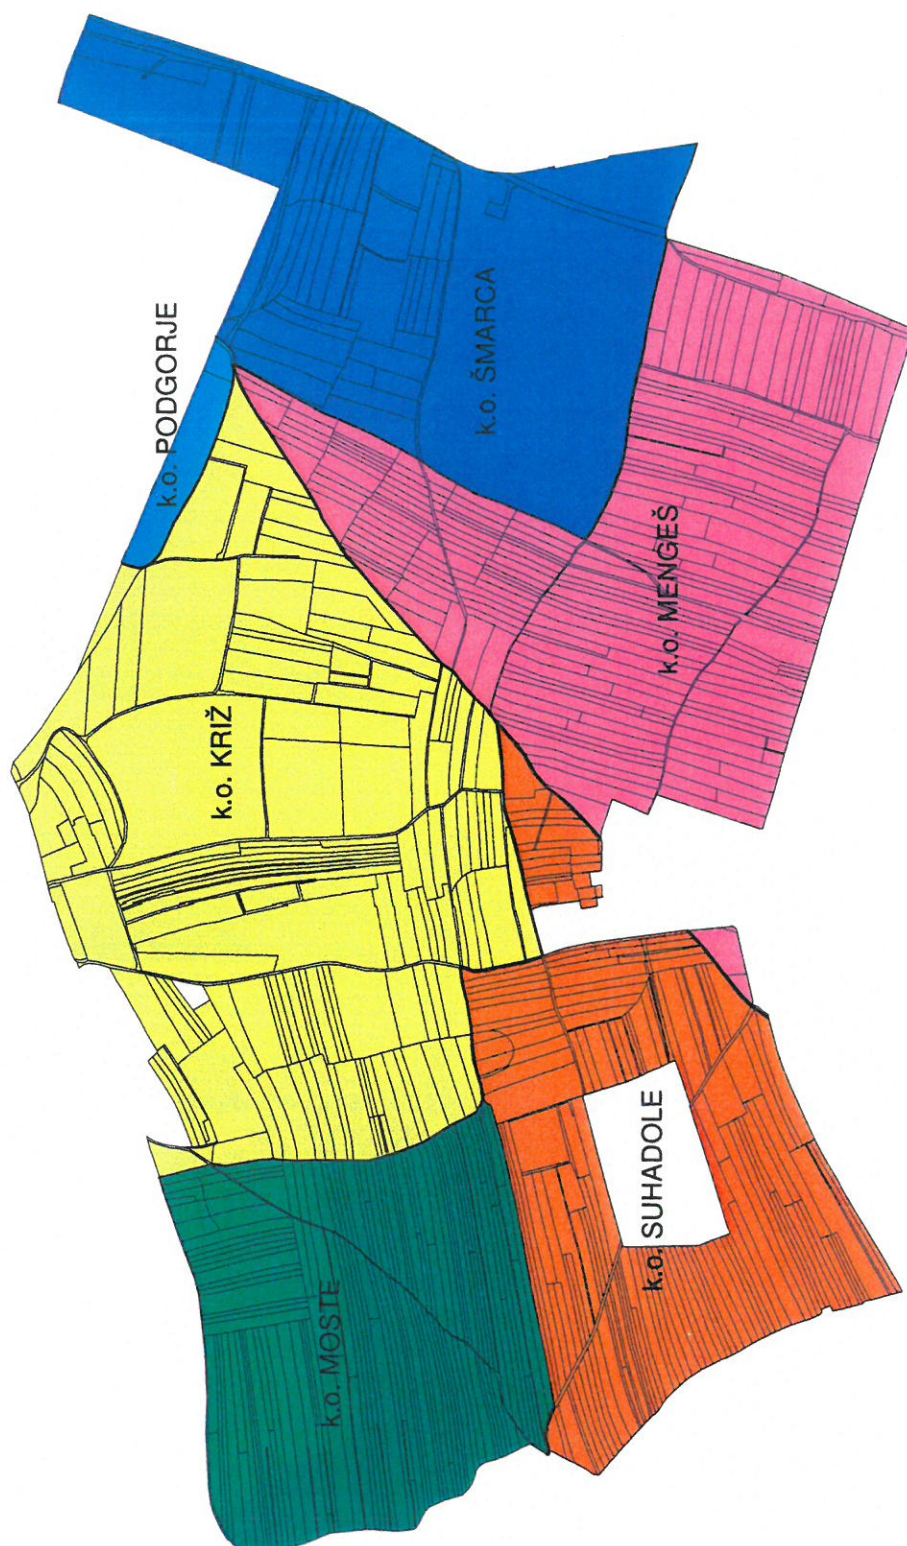 k.o. PODGORJE
k.o. ŠMARCA
k.o. KRIŽ
k.o. MENGEŠ
k.o. MOSTE
k.o. SUHADOLE